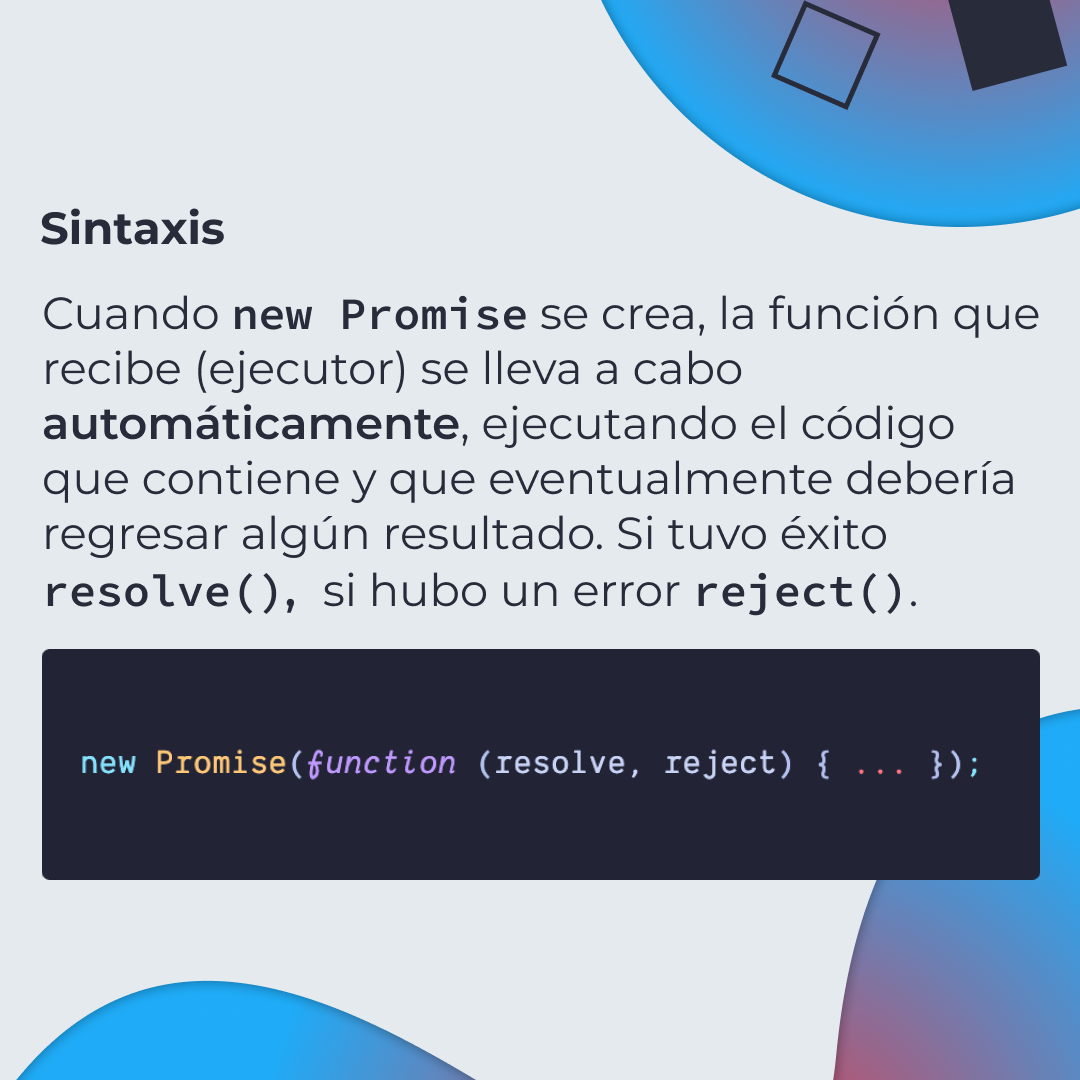 Sintaxis
Cuando new Promise se crea, la función que
recibe (ejecutor) se lleva a cabo
automáticamente, ejecutando el código
que contiene y que eventualmente debería
regresar algún resultado. Si tuvo éxito
resolve(), si hubo un error reject().
new Promise(function (resolve, reject) { ... });